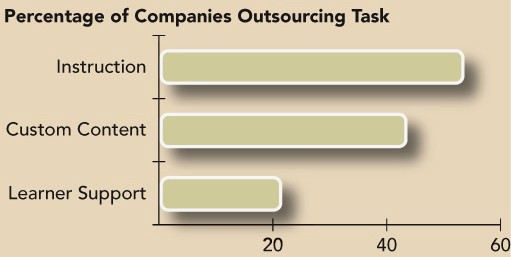 Percentage of Companies Outsourcing Task
Instruction
Custom Content
Learner Support
20 40 60